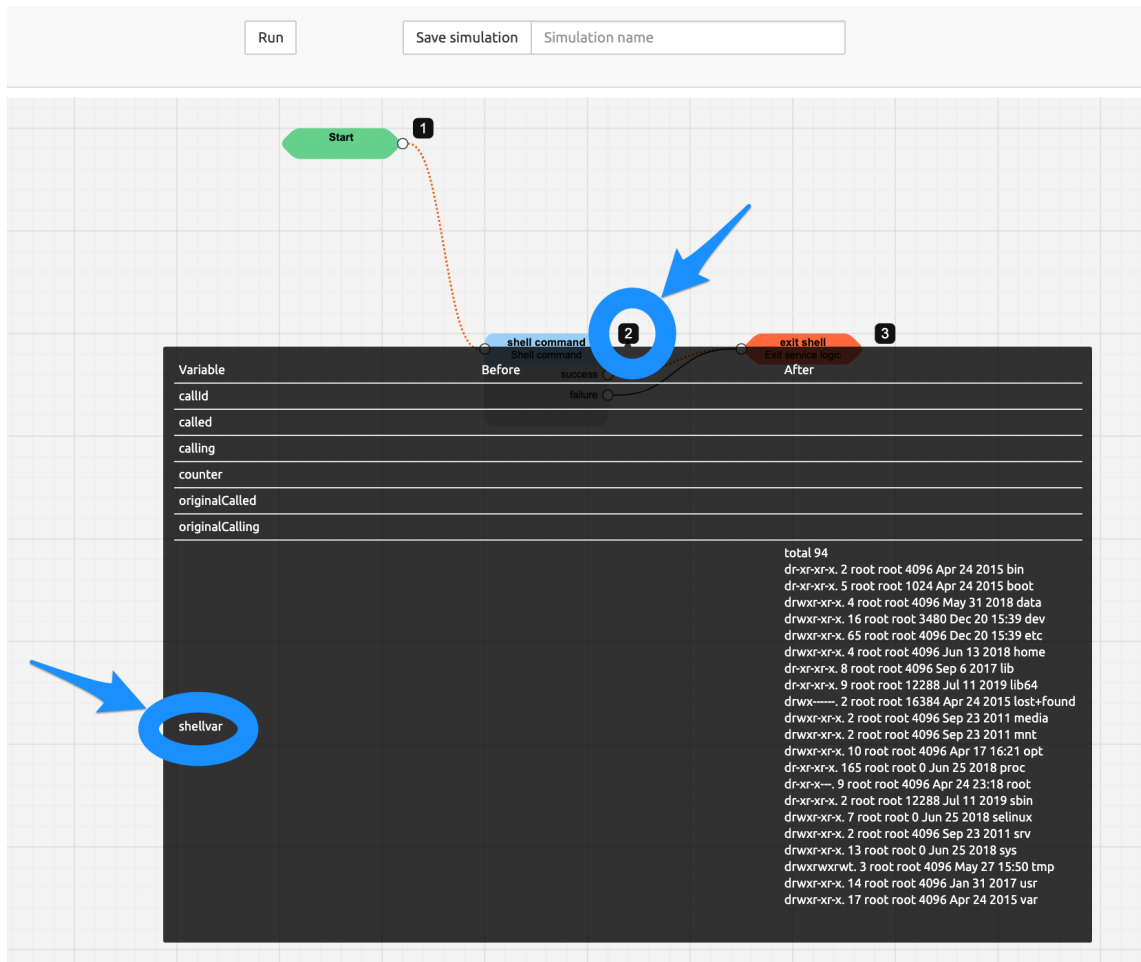 Run
Save simulation
Simulation name
Start
1
2
3
shell command
Shell command
exit shell
Exit service logic
success
failure
Variable Before After
callId
called
calling
counter
originalCalled
originalCalling
shellvar
total 94
dr-xr-xr-x. 2 root root 4096 Apr 24 2015 bin
dr-xr-xr-x. 5 root root 1024 Apr 24 2015 boot
drwxr-xr-x. 4 root root 4096 May 31 2018 data
drwxr-xr-x. 16 root root 3480 Dec 20 15:39 dev
drwxr-xr-x. 65 root root 4096 Dec 20 15:39 etc
drwxr-xr-x. 4 root root 4096 Jun 13 2018 home
dr-xr-xr-x. 8 root root 4096 Sep 6 2017 lib
dr-xr-xr-x. 9 root root 12288 Jul 11 2019 lib64
drwx------. 2 root root 16384 Apr 24 2015 lost+found
drwxr-xr-x. 2 root root 4096 Sep 23 2011 media
drwxr-xr-x. 2 root root 4096 Sep 23 2011 mnt
drwxr-xr-x. 10 root root 4096 Apr 17 16:21 opt
dr-xr-xr-x. 165 root root 0 Jun 25 2018 proc
dr-xr-x---. 9 root root 4096 Apr 24 23:18 root
dr-xr-xr-x. 2 root root 12288 Jul 11 2019 sbin
drwxr-xr-x. 7 root root 0 Jun 25 2018 selinux
drwxr-xr-x. 2 root root 4096 Sep 23 2011 srv
drwxr-xr-x. 13 root root 0 Jun 25 2018 sys
drwxrwxrwt. 3 root root 4096 May 27 15:50 tmp
drwxr-xr-x. 14 root root 4096 Jan 31 2017 usr
drwxr-xr-x. 17 root root 4096 Apr 24 2015 var